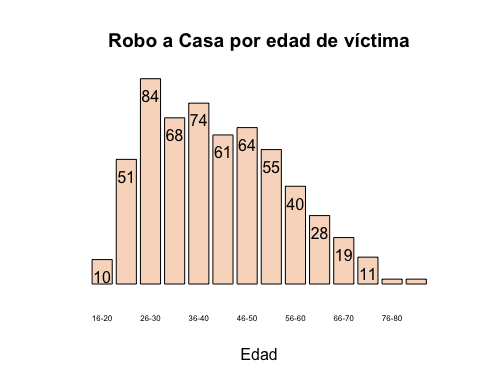 Robo a Casa por edad de víctima
10 51 84 68 74 61 64 55 40 28 19 11
16-20 26-30 36-40 46-50 56-60 66-70 76-80
Edad